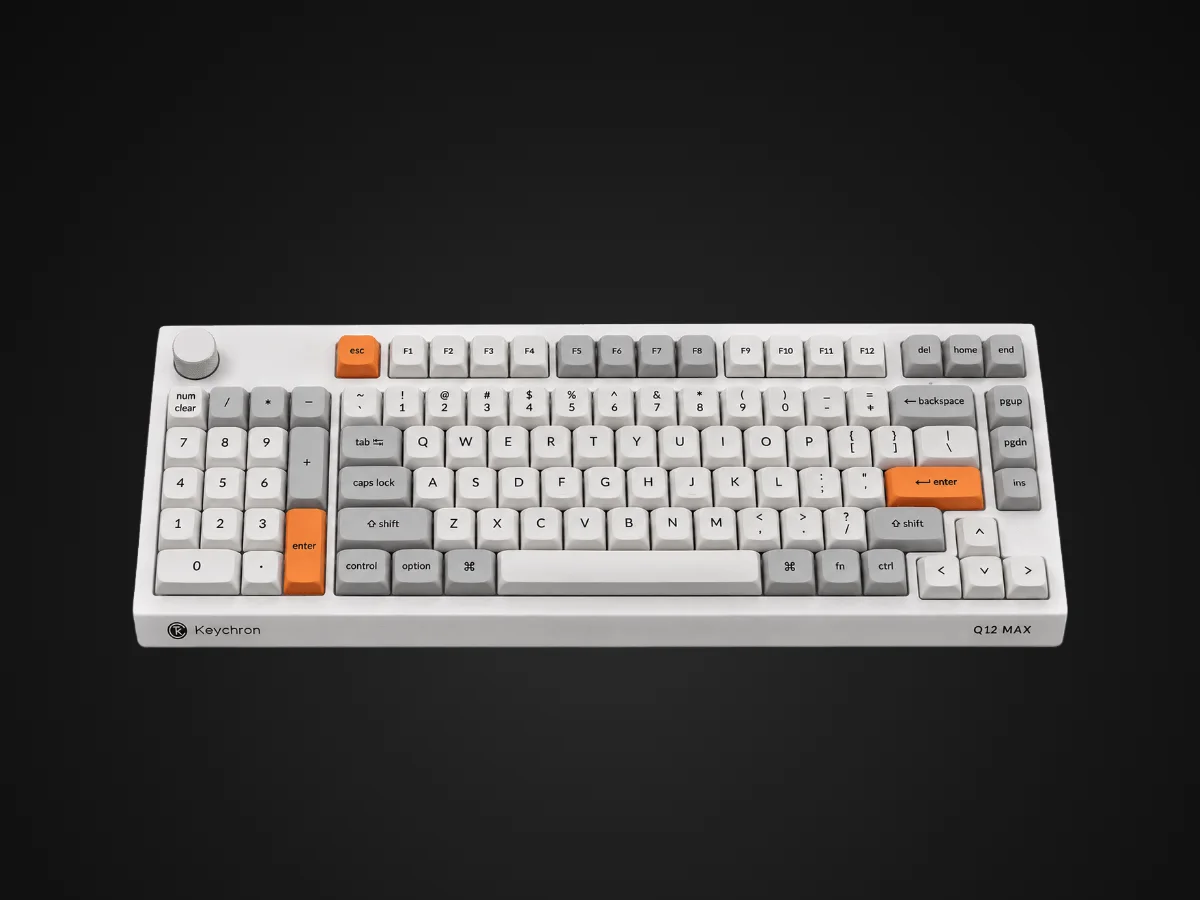 esc F1 F2 F3 F4 F5 F6 F7 F8 F9 F10 F11 F12 del home end
num clear / * − ~ ` ! 1 @ 2 # 3 $ 4 % 5 ^ 6 & 7 * 8 ( 9 ) 0 _ - = + ← backspace pgup
7 8 9 + tab Q W E R T Y U I O P { [ } ] | \ pgdn
4 5 6 caps lock A S D F G H J K L : ; " , ↵ enter ins
1 2 3 enter ⇧ shift Z X C V B N M < , > . ? / ⇧ shift ^
0 . control option ⌘ ⌘ fn ctrl < v >
Keychron Q12 MAX